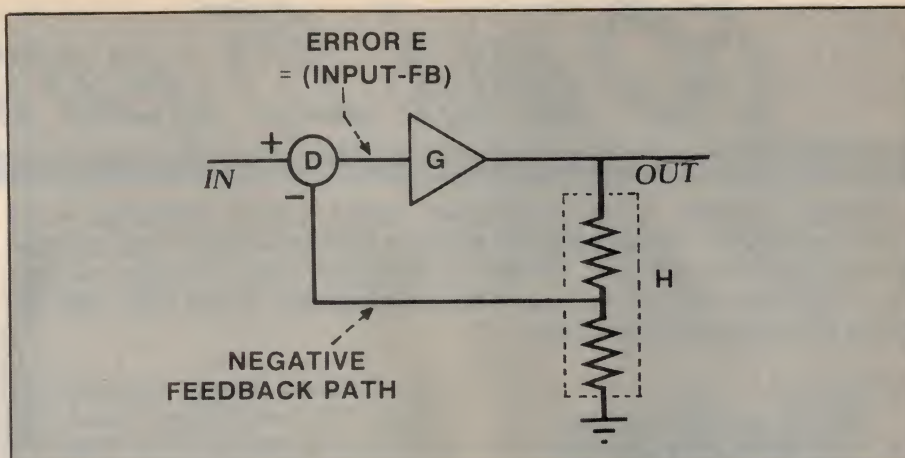 ERROR E
= (INPUT-FB)
+
D
G
IN
OUT
−
H
NEGATIVE
FEEDBACK PATH